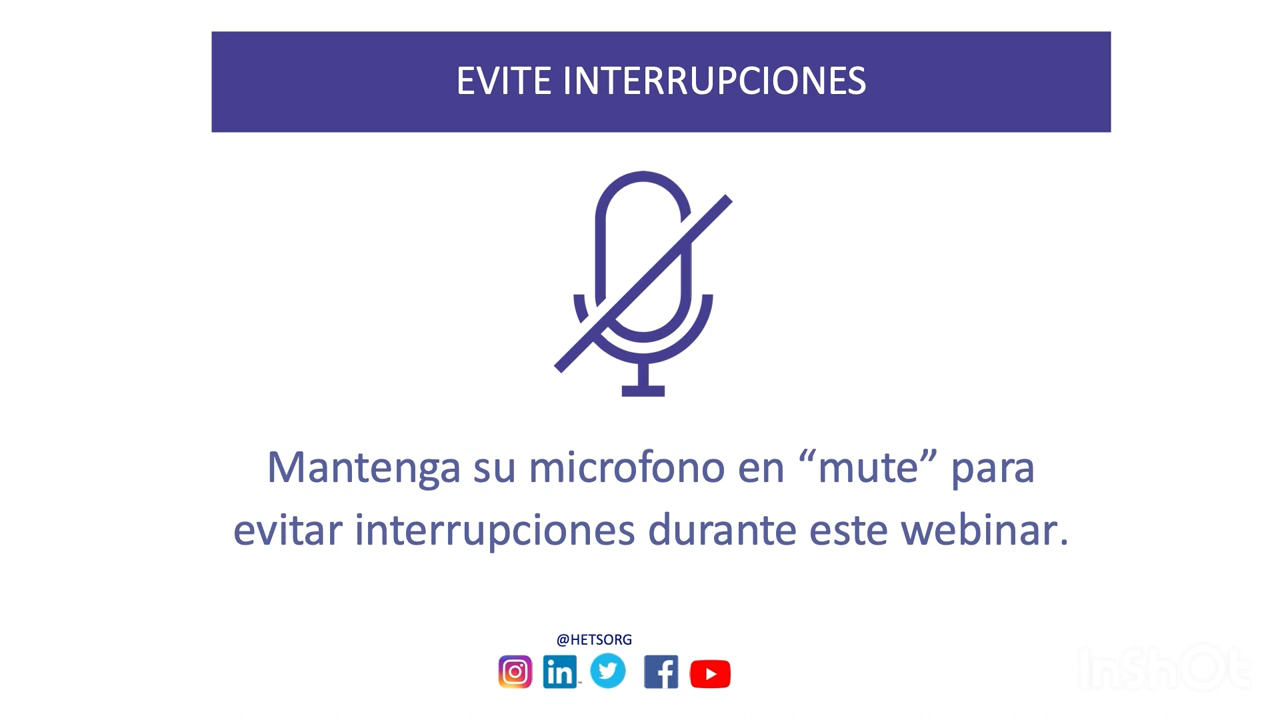 EVITE INTERRUPCIONES
Mantenga su microfono en “mute” para
evitar interrupciones durante este webinar.
@HETSORG
in
InShOt